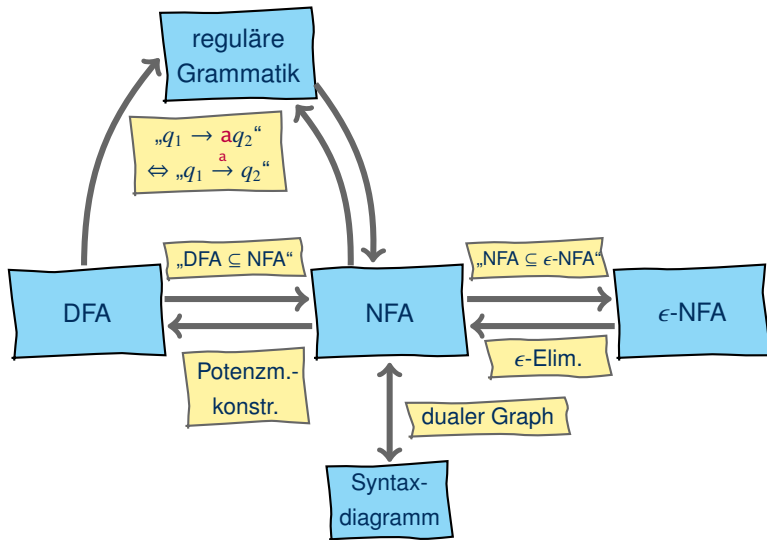 reguläre
Grammatik
„q₁ → aq₂“
⇔ „q₁ →ᵃ q₂“
„DFA ⊆ NFA“
„NFA ⊆ ϵ-NFA“
DFA
NFA
ϵ-NFA
Potenzm.-
konstr.
ϵ-Elim.
dualer Graph
Syntax-
diagramm